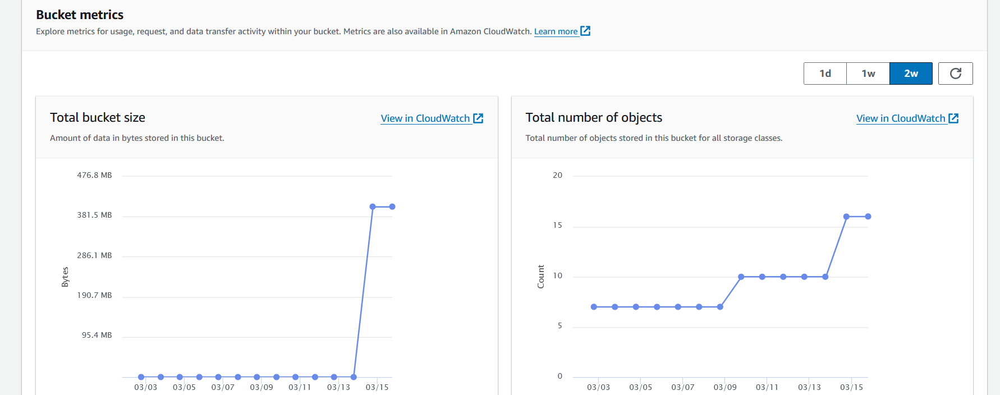 Bucket metrics
Explore metrics for usage, request, and data transfer activity within your bucket. Metrics are also available in Amazon CloudWatch. Learn more
1d 1w 2w
Total bucket size View in CloudWatch
Amount of data in bytes stored in this bucket.
476.8 MB
381.5 MB
286.1 MB
190.7 MB
95.4 MB
Bytes
03/03 03/05 03/07 03/09 03/11 03/13 03/15
Total number of objects View in CloudWatch
Total number of objects stored in this bucket for all storage classes.
20
15
10
5
0
Count
03/03 03/05 03/07 03/09 03/11 03/13 03/15